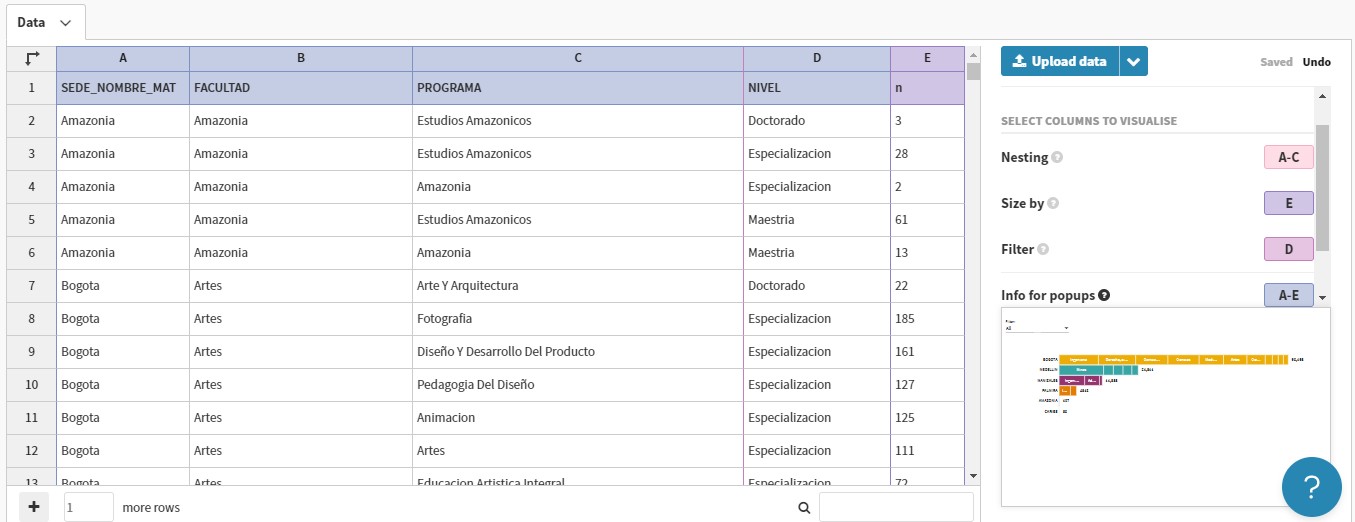 Data
A B C D E
1 SEDE_NOMBRE_MAT FACULTAD PROGRAMA NIVEL n
2 Amazonia Amazonia Estudios Amazonicos Doctorado 3
3 Amazonia Amazonia Estudios Amazonicos Especializacion 28
4 Amazonia Amazonia Amazonia Especializacion 2
5 Amazonia Amazonia Estudios Amazonicos Maestria 61
6 Amazonia Amazonia Amazonia Maestria 13
7 Bogota Artes Arte Y Arquitectura Doctorado 22
8 Bogota Artes Fotografia Especializacion 185
9 Bogota Artes Diseño Y Desarrollo Del Producto Especializacion 161
10 Bogota Artes Pedagogia Del Diseño Especializacion 127
11 Bogota Artes Animacion Especializacion 125
12 Bogota Artes Artes Especializacion 111
13 Bogota Artes Educacion Artistica Integral Especializacion 72
+ 1 more rows
Upload data
Saved Undo
SELECT COLUMNS TO VISUALISE
Nesting ? A-C
Size by ? E
Filter ? D
Info for popups ? A-E
Filter
All
BOGOTA
MEDELLIN
MANIZALES
PALMIRA
AMAZONIA
CARIBE
?